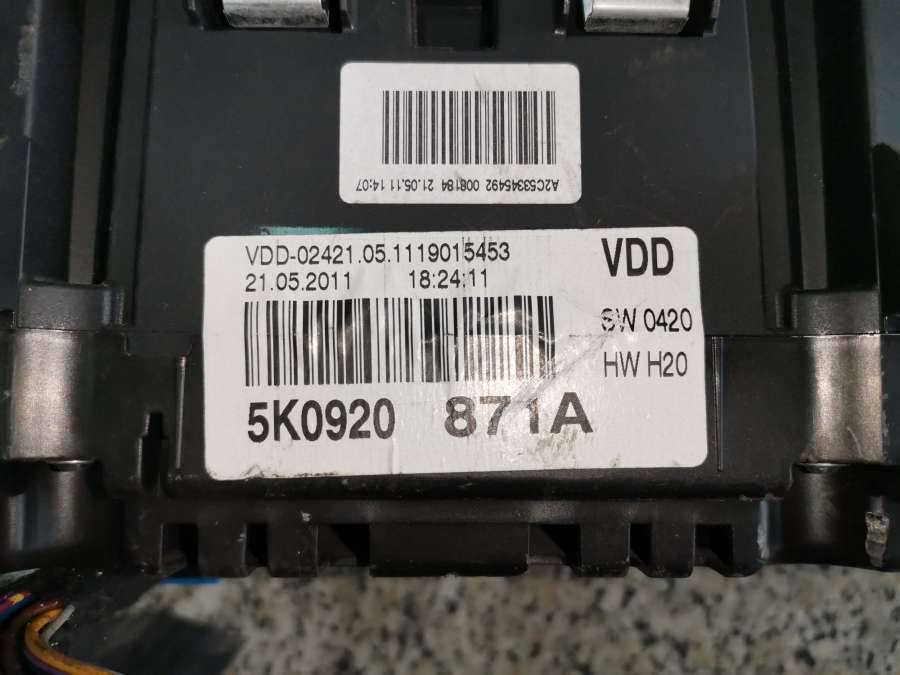 A2C53345492 008184 21.05.11 14:07
VDD-02421.05.1119015453
21.05.2011 18:24:11
VDD
SW 0420
HW H20
5K0920 871A